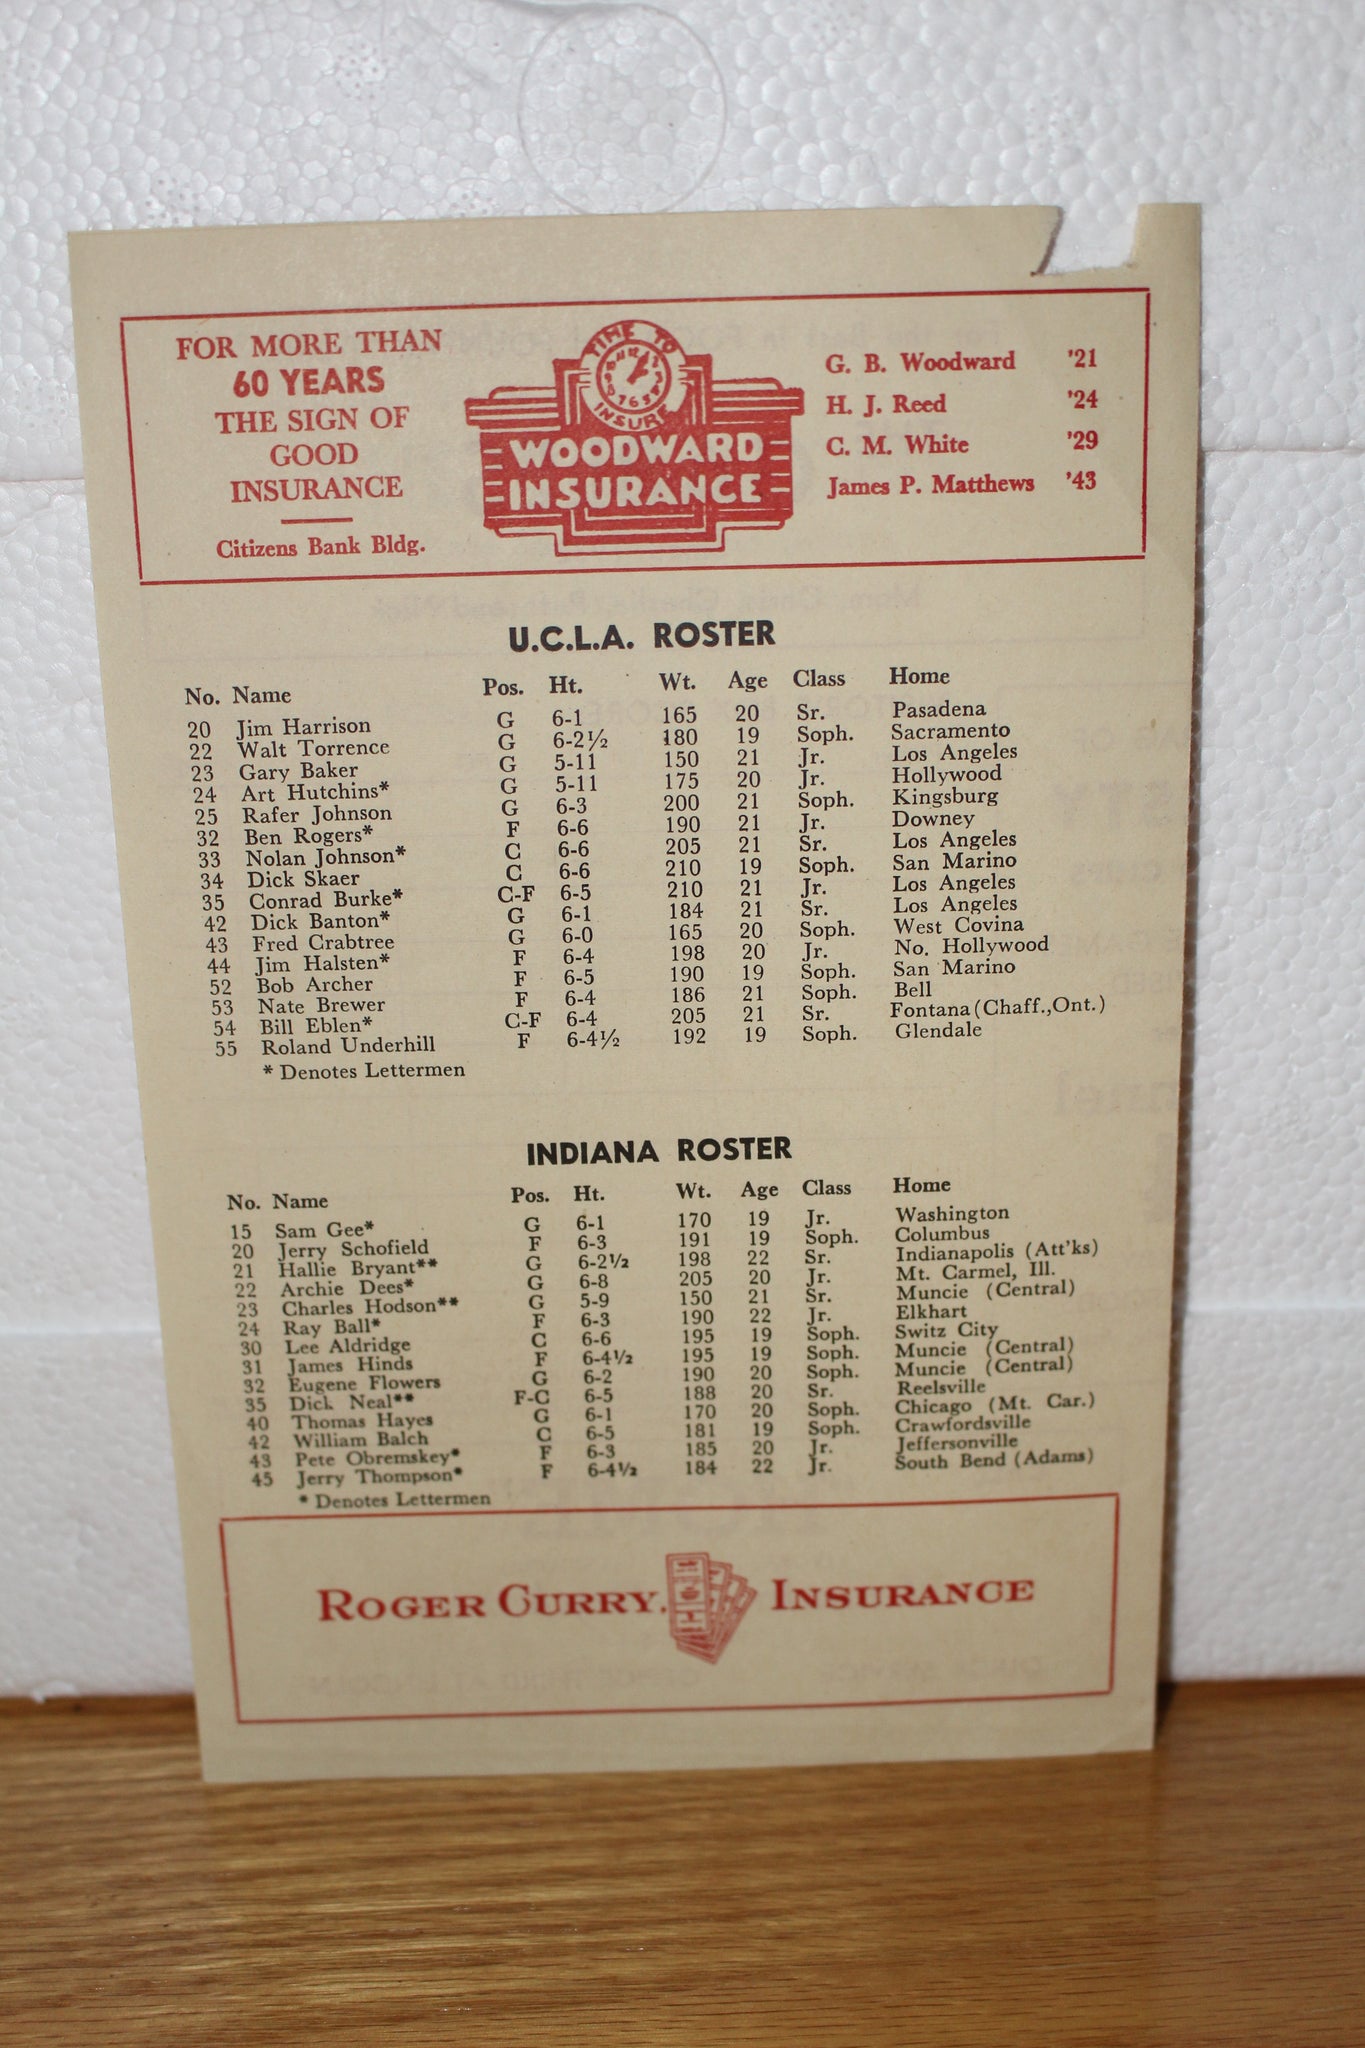 FOR MORE THAN
60 YEARS
THE SIGN OF
GOOD
INSURANCE
Citizens Bank Bldg.
TIME TO
INSURE
WOODWARD
INSURANCE
G. B. Woodward '21
H. J. Reed '24
C. M. White '29
James P. Matthews '43
U.C.L.A. ROSTER
No. Name Pos. Ht. Wt. Age Class Home
20 Jim Harrison G 6-1 165 20 Sr. Pasadena
22 Walt Torrence G 6-2½ 180 19 Soph. Sacramento
23 Gary Baker G 5-11 150 21 Jr. Los Angeles
24 Art Hutchins* G 5-11 175 20 Jr. Hollywood
25 Rafer Johnson G 6-3 200 21 Soph. Kingsburg
32 Ben Rogers* F 6-6 190 21 Jr. Downey
33 Nolan Johnson* C 6-6 205 21 Sr. Los Angeles
34 Dick Skaer C 6-6 210 19 Soph. San Marino
35 Conrad Burke* C-F 6-5 210 21 Jr. Los Angeles
42 Dick Banton* G 6-1 184 21 Sr. Los Angeles
43 Fred Crabtree G 6-0 165 20 Soph. West Covina
44 Jim Halsten* F 6-4 198 20 Jr. No. Hollywood
52 Bob Archer F 6-5 190 19 Soph. San Marino
53 Nate Brewer F 6-4 186 21 Soph. Bell
54 Bill Eblen* C-F 6-4 205 21 Sr. Fontana (Chaff.,Ont.)
55 Roland Underhill F 6-4½ 192 19 Soph. Glendale
* Denotes Lettermen
INDIANA ROSTER
No. Name Pos. Ht. Wt. Age Class Home
15 Sam Gee* G 6-1 170 19 Jr. Washington
20 Jerry Schofield F 6-3 191 19 Soph. Columbus
21 Hallie Bryant** G 6-2½ 198 22 Sr. Indianapolis (Att'ks)
22 Archie Dees* G 6-8 205 20 Jr. Mt. Carmel, Ill.
23 Charles Hodson** G 5-9 150 21 Sr. Muncie (Central)
24 Ray Ball* F 6-3 190 22 Jr. Elkhart
30 Lee Aldridge C 6-6 195 19 Soph. Switz City
31 James Hinds F 6-4½ 195 19 Soph. Muncie (Central)
32 Eugene Flowers G 6-2 190 20 Soph. Muncie (Central)
35 Dick Neal** F-C 6-5 188 20 Sr. Reelsville
40 Thomas Hayes G 6-1 170 20 Soph. Chicago (Mt. Car.)
42 William Balch C 6-5 181 19 Soph. Crawfordsville
43 Pete Obremskey* F 6-3 185 20 Jr. Jeffersonville
45 Jerry Thompson* F 6-4½ 184 22 Jr. South Bend (Adams)
* Denotes Lettermen
ROGER CURRY. INSURANCE